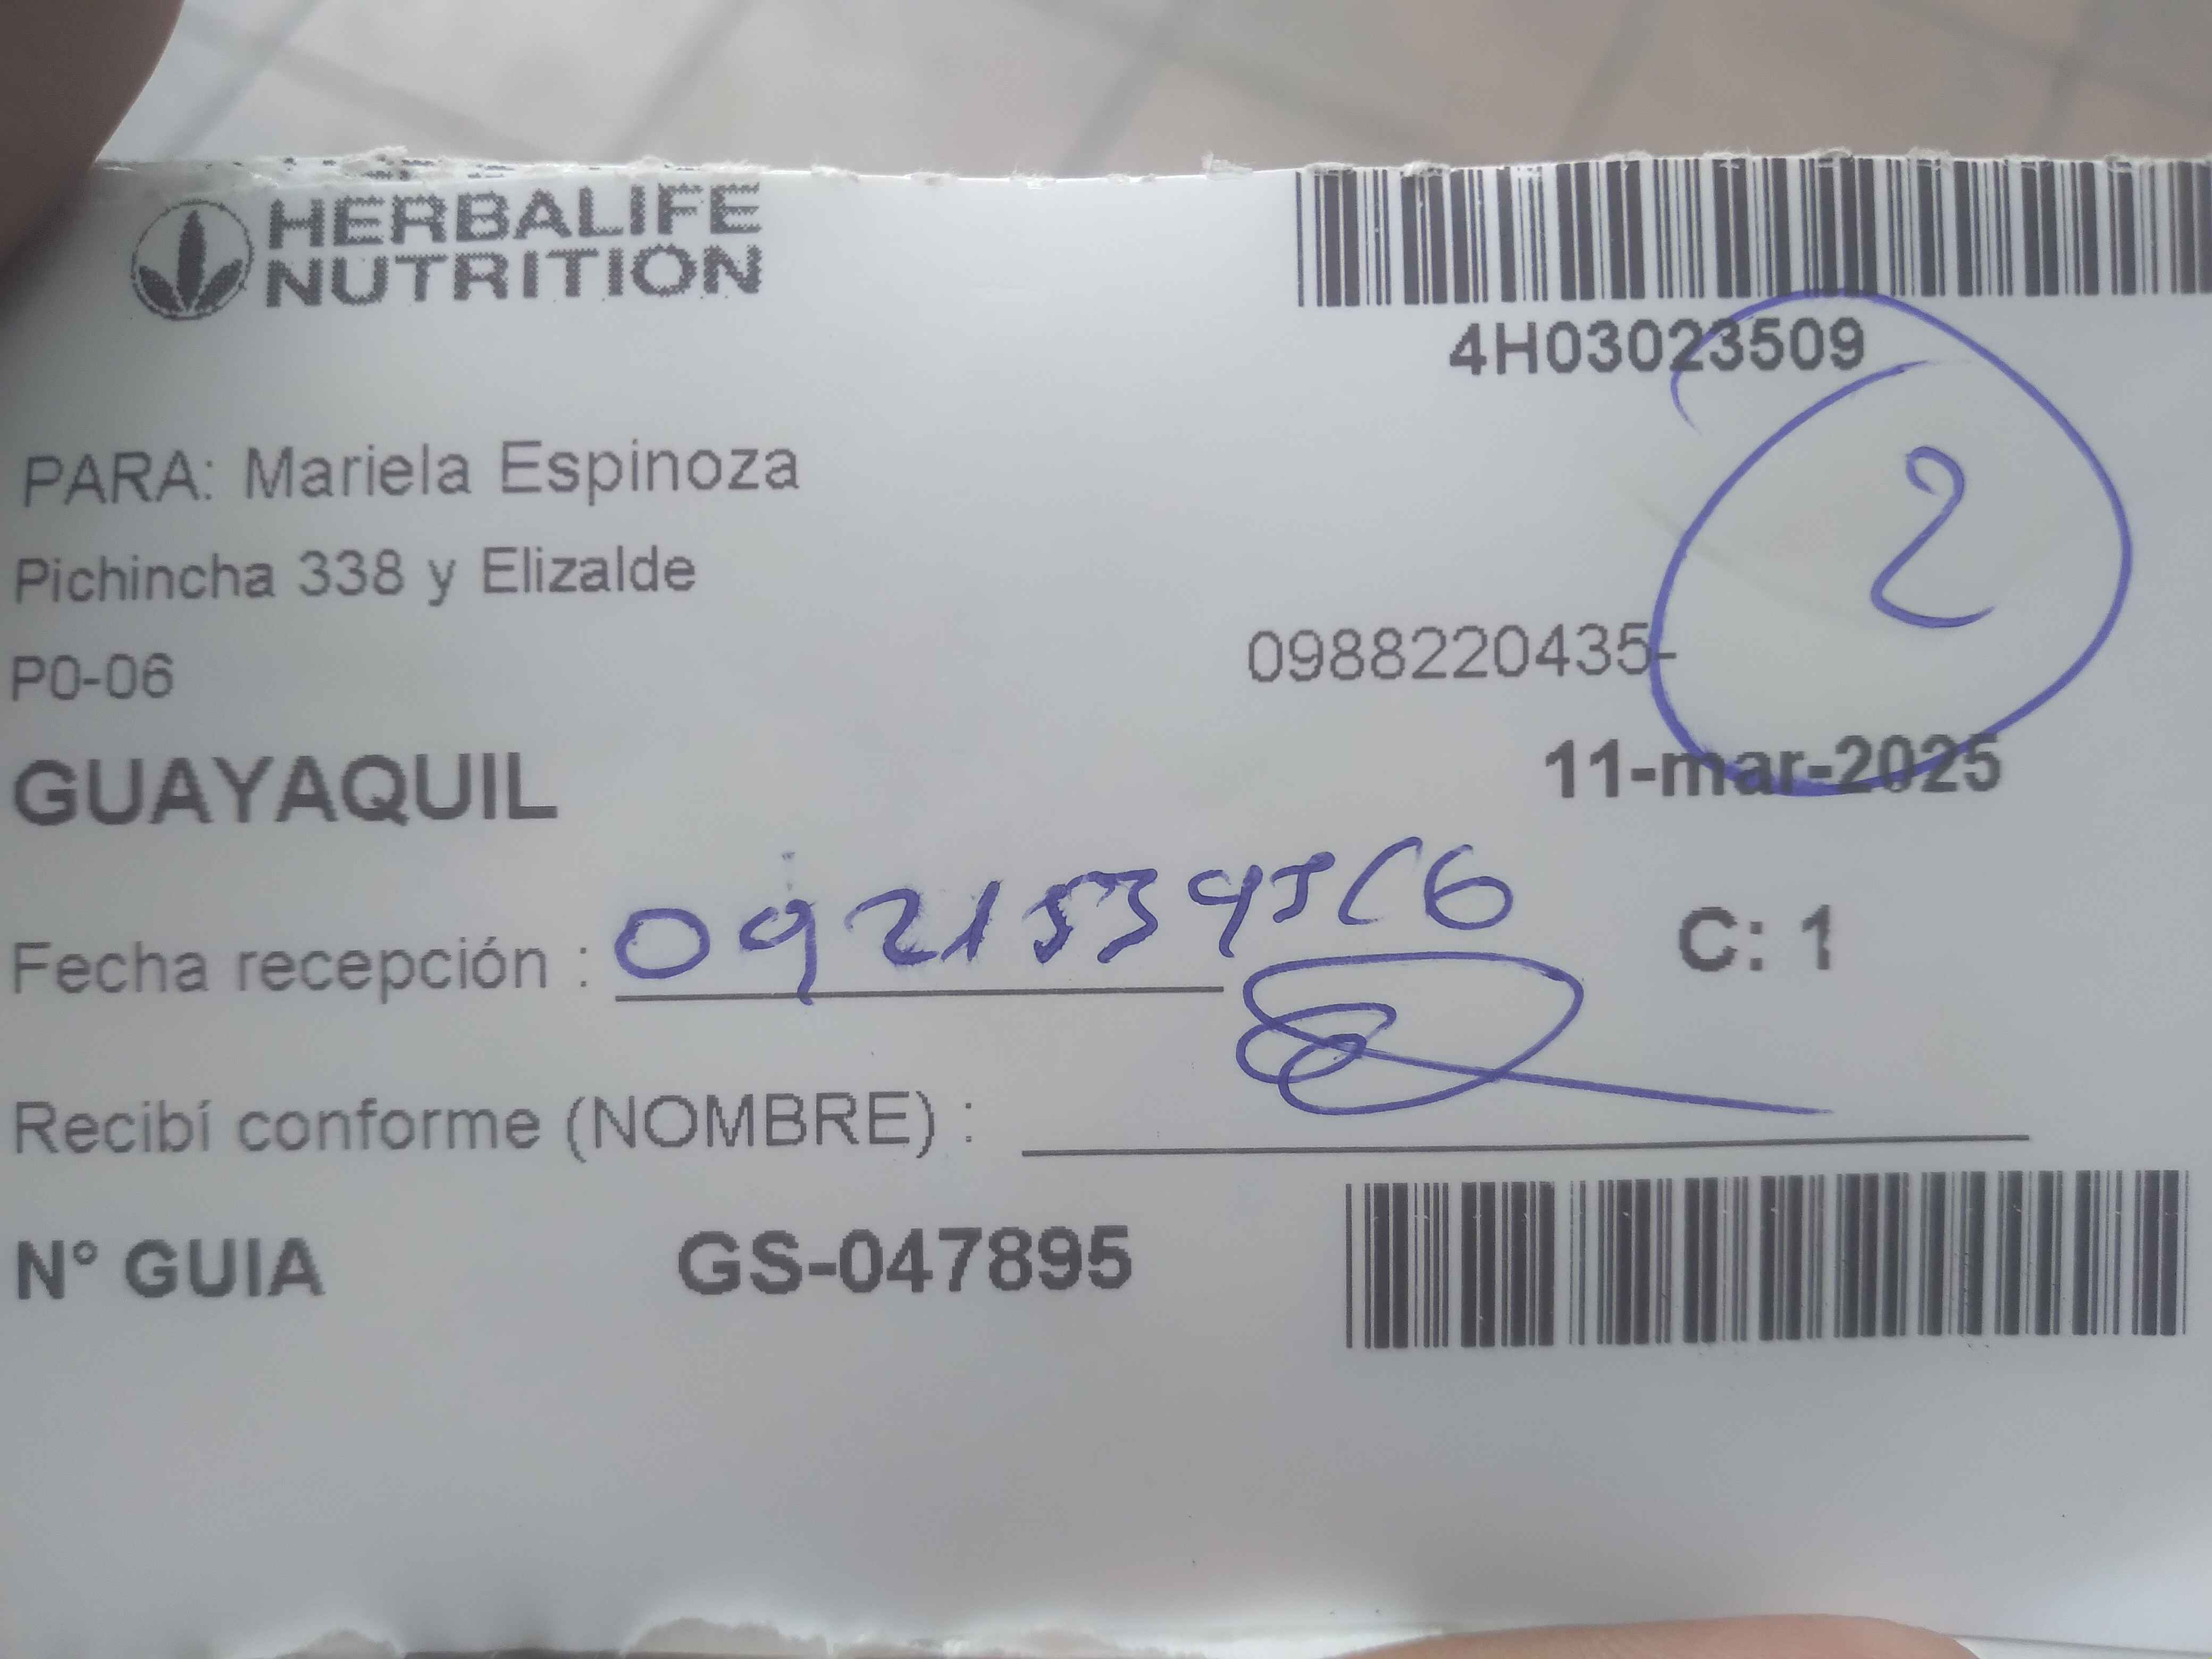 HERBALIFE
NUTRITION
4H03023509
2
PARA: Mariela Espinoza
Pichincha 338 y Elizalde
P0-06
0988220435-
GUAYAQUIL
11-mar-2025
Fecha recepción :
C: 1
Recibí conforme (NOMBRE) :
N° GUIA GS-047895